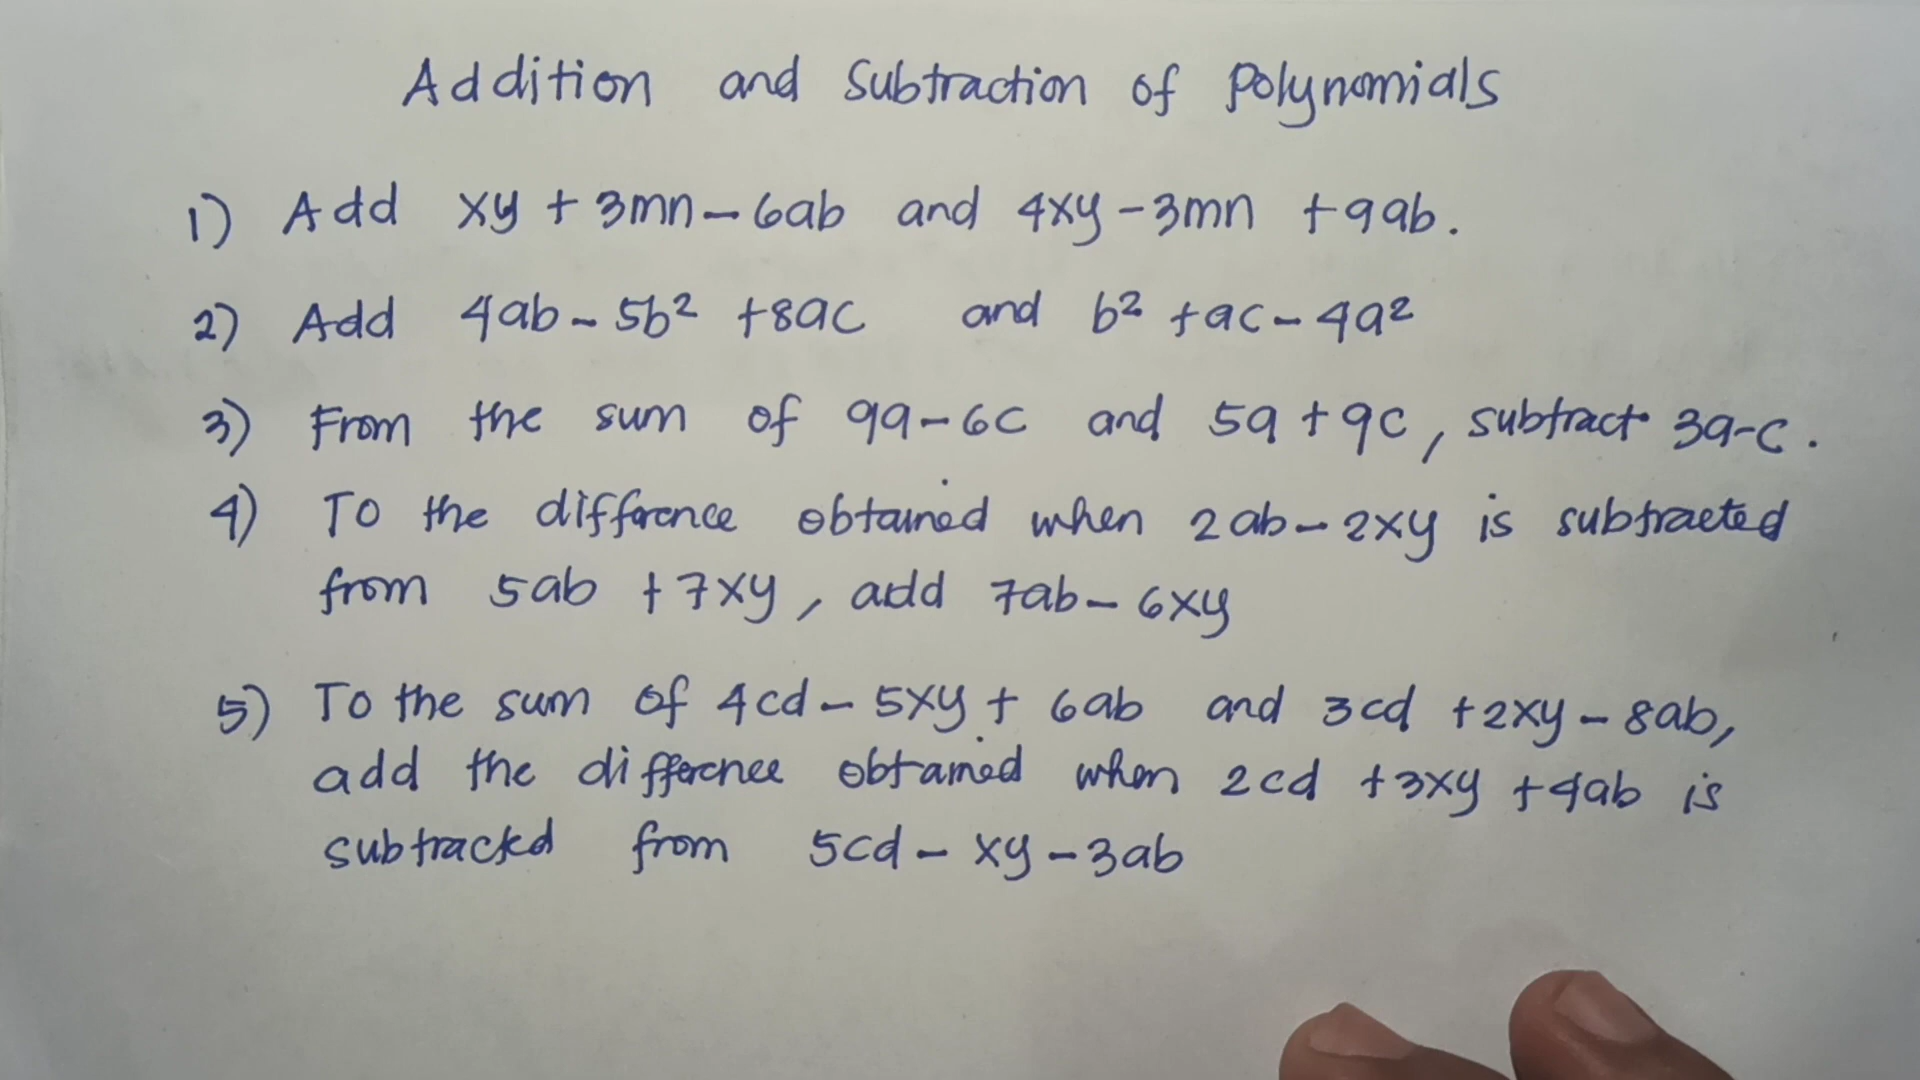 Addition and Subtraction of Polynomials
1) Add xy + 3mn - 6ab and 4xy - 3mn + 9ab.
2) Add 4ab - 5b² + 8ac and b² + ac - 4a²
3) From the sum of 9a - 6c and 5a + 9c, subtract 3a - c.
4) To the difference obtained when 2ab - 2xy is subtracted
from 5ab + 7xy, add 7ab - 6xy
5) To the sum of 4cd - 5xy + 6ab and 3cd + 2xy - 8ab,
add the difference obtained when 2cd + 3xy + 4ab is
subtracted from 5cd - xy - 3ab